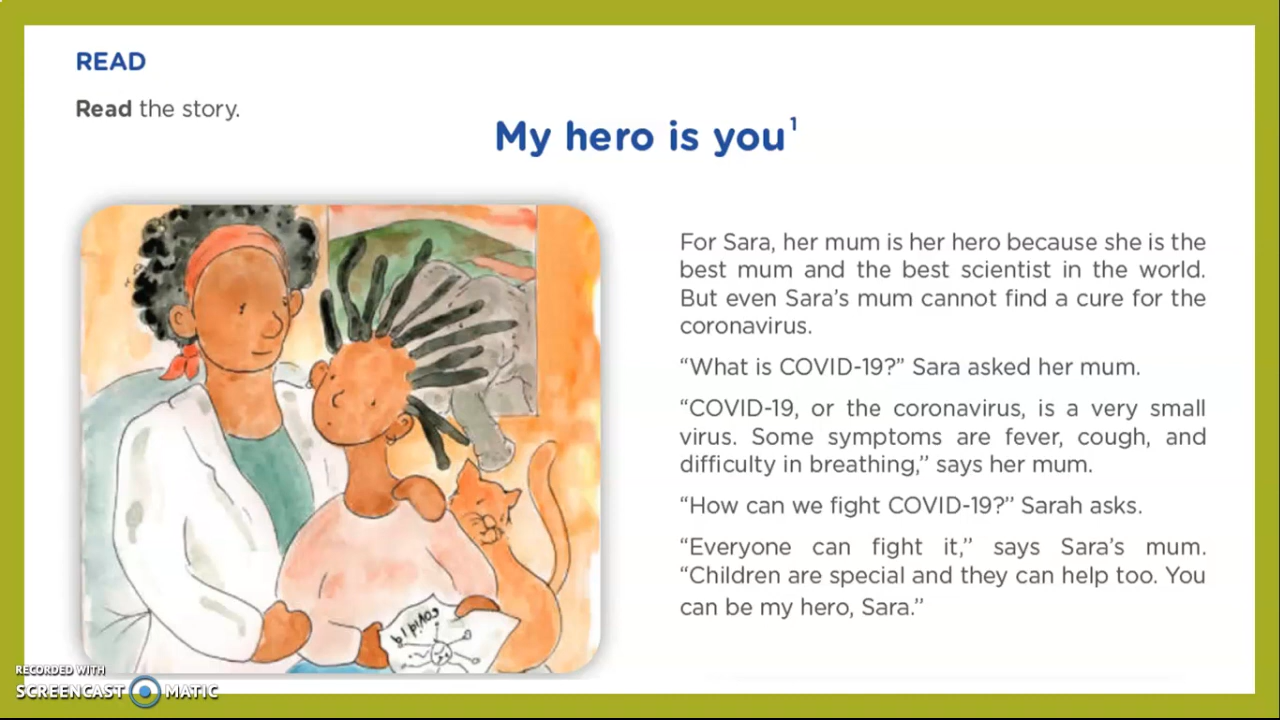 READ
Read the story.
My hero is you¹
For Sara, her mum is her hero because she is the
best mum and the best scientist in the world.
But even Sara's mum cannot find a cure for the
coronavirus.
“What is COVID-19?” Sara asked her mum.
“COVID-19, or the coronavirus, is a very small
virus. Some symptoms are fever, cough, and
difficulty in breathing,” says her mum.
“How can we fight COVID-19?” Sarah asks.
“Everyone can fight it,” says Sara's mum.
“Children are special and they can help too. You
can be my hero, Sara.”
covid 19
RECORDED WITH
SCREENCAST MATIC